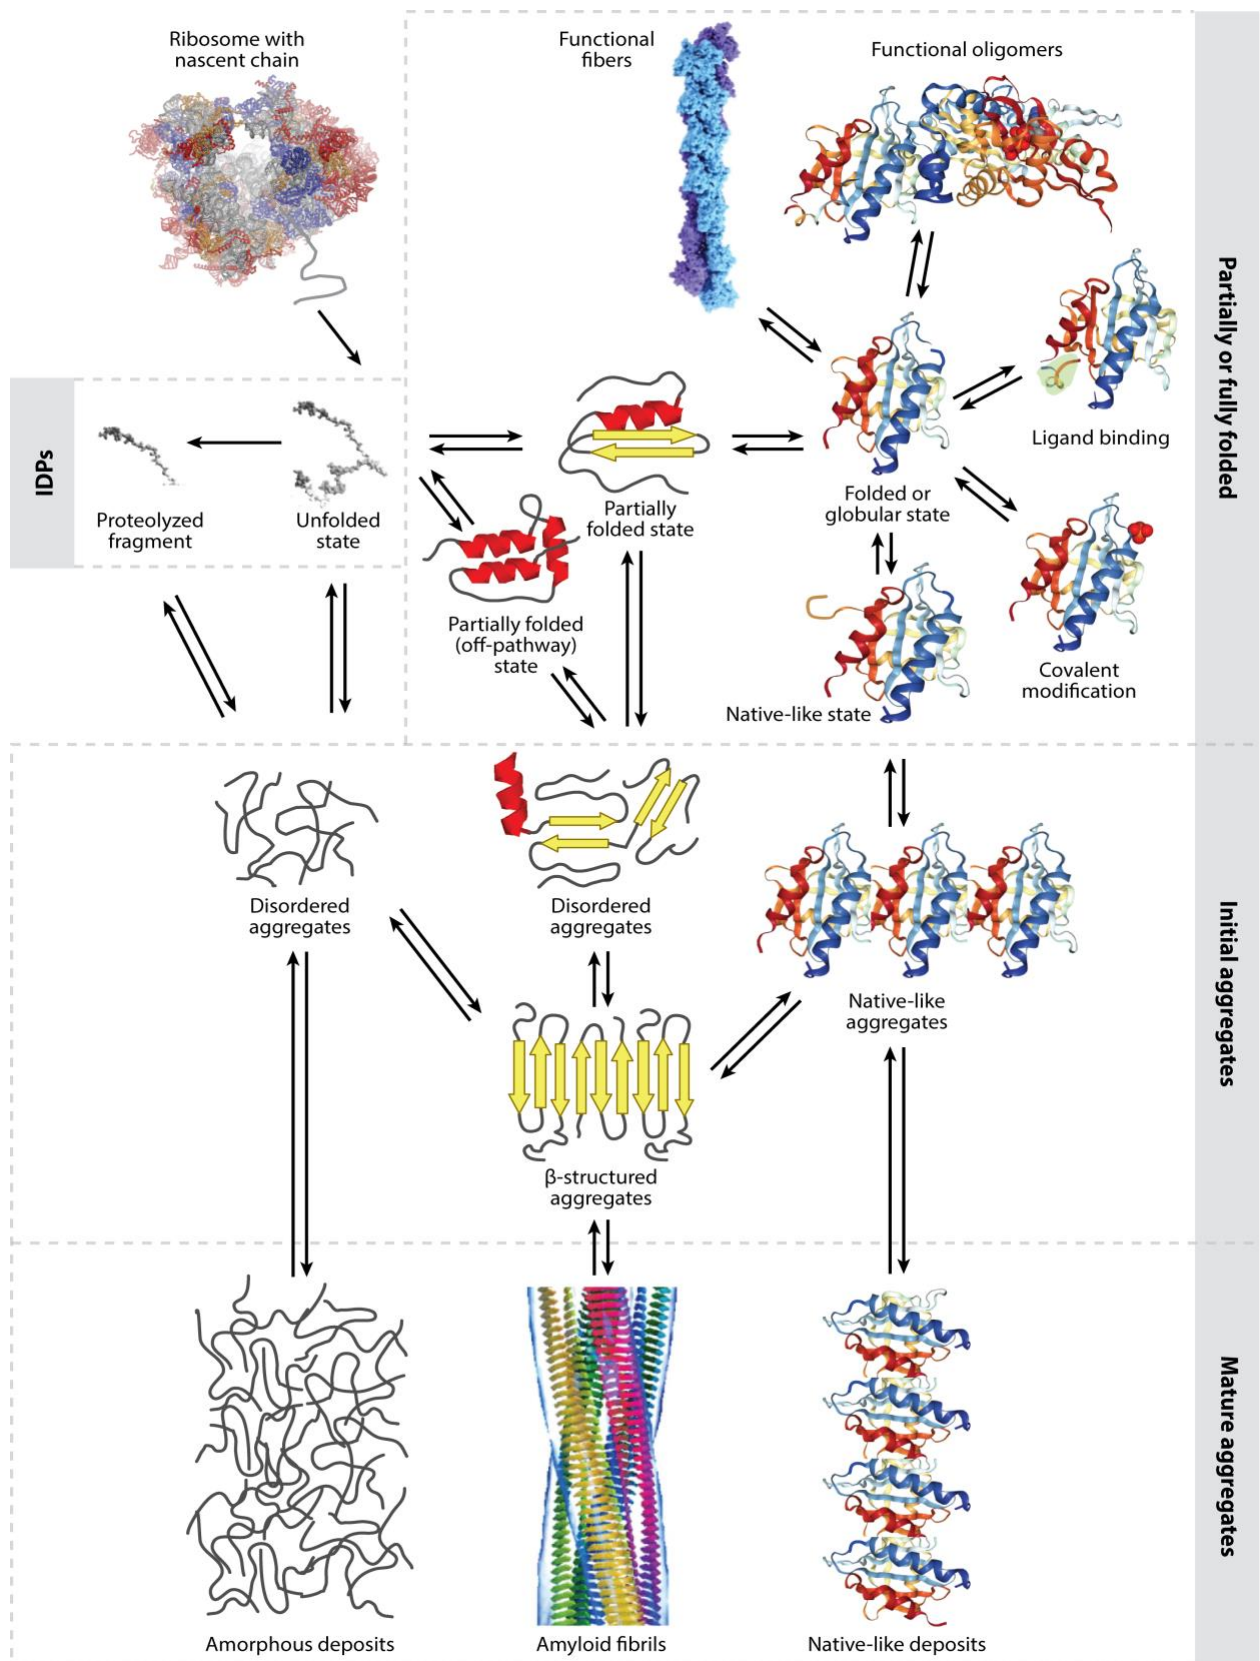 Ribosome with
nascent chain
Functional
fibers
Functional oligomers
Partially or fully folded
Ligand binding
IDPs
Proteolyzed
fragment
Unfolded
state
Partially
folded state
Folded or
globular state
Partially folded
(off-pathway)
state
Covalent
modification
Native-like state
Disordered
aggregates
Disordered
aggregates
Native-like
aggregates
Initial aggregates
β-structured
aggregates
Mature aggregates
Amorphous deposits
Amyloid fibrils
Native-like deposits